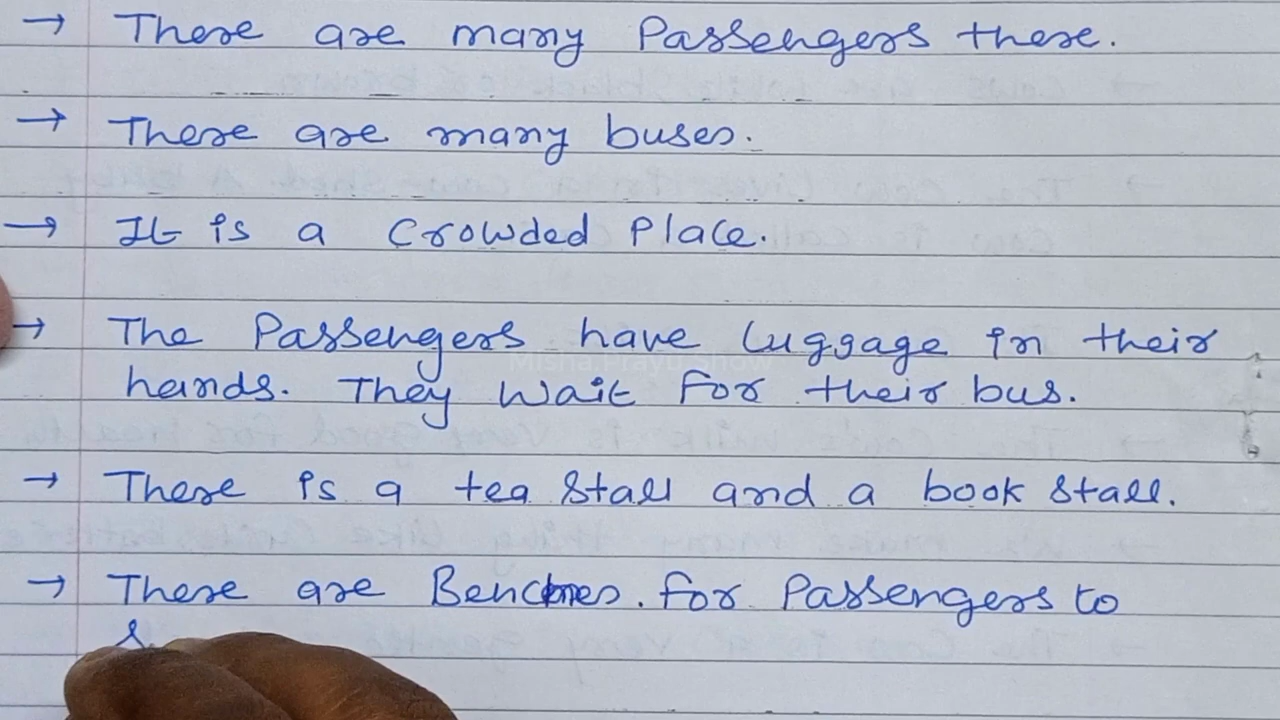 → There are many Passengers there.
→ There are many buses.
→ It is a Crowded Place.
→ The Passengers have luggage in their
hands. They Wait For their bus.
→ There is a tea Stall and a book Stall.
→ There are Benches. For Passengers to